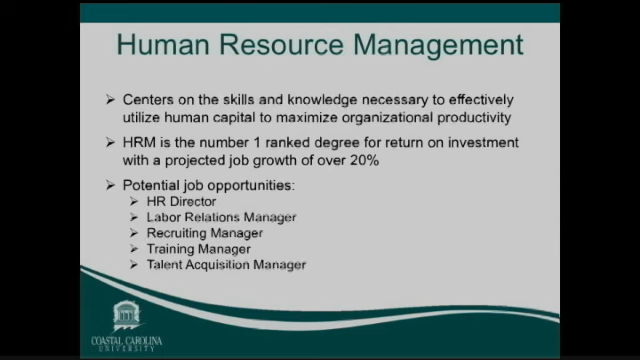 Human Resource Management
➢ Centers on the skills and knowledge necessary to effectively
utilize human capital to maximize organizational productivity
➢ HRM is the number 1 ranked degree for return on investment
with a projected job growth of over 20%
➢ Potential job opportunities:
➢ HR Director
➢ Labor Relations Manager
➢ Recruiting Manager
➢ Training Manager
➢ Talent Acquisition Manager
COASTAL CAROLINA
UNIVERSITY